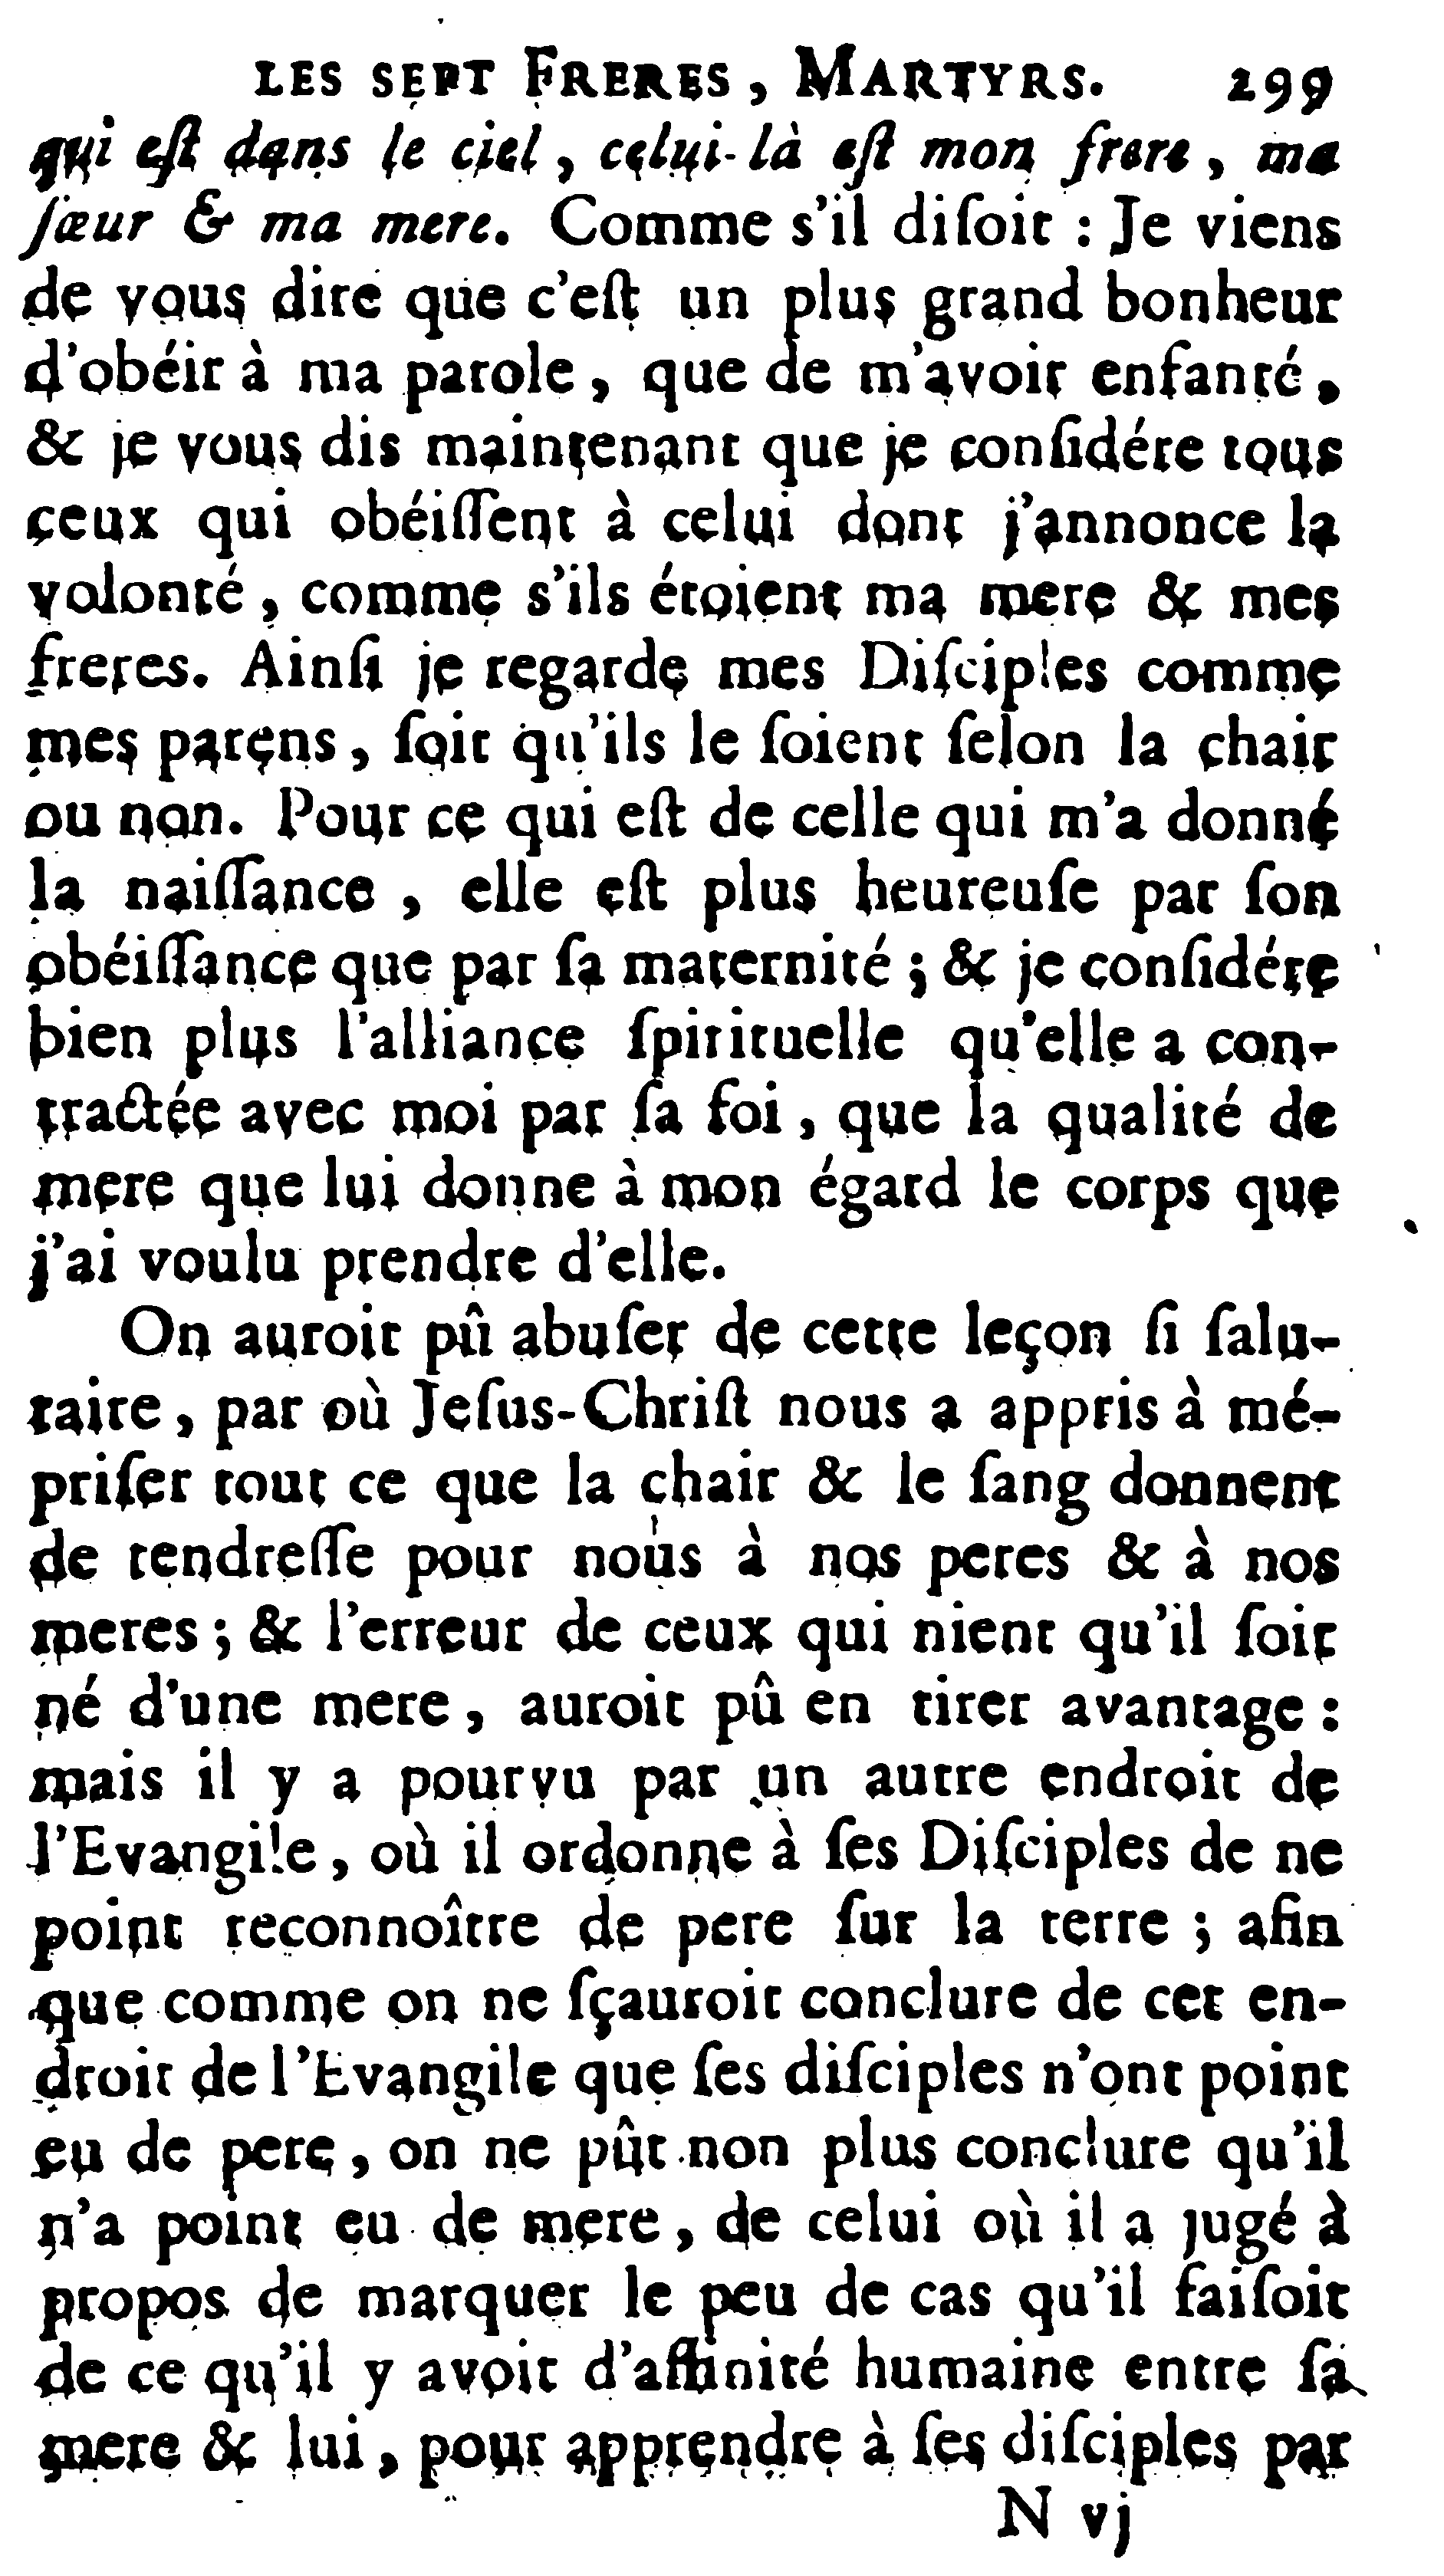 LES SEPT FRERES, MARTYRS. 299
qui eſt dans le ciel, celui-là eſt mon frere, ma
ſœur & ma mere. Comme s'il diſoit : Je viens
de vous dire que c'eſt un plus grand bonheur
d'obéir à ma parole, que de m'avoir enfanté,
& je vous dis maintenant que je conſidére tous
ceux qui obéiſſent à celui dont j'annonce la
volonté, comme s'ils étoient ma mere & mes
freres. Ainſi je regarde mes Diſciples comme
mes parens, ſoit qu'ils le ſoient ſelon la chair
ou non. Pour ce qui eſt de celle qui m'a donné
la naiſſance, elle eſt plus heureuſe par ſon
obéiſſance que par ſa maternité ; & je conſidére
bien plus l'alliance ſpirituelle qu'elle a con-
tractée avec moi par ſa foi, que la qualité de
mere que lui donne à mon égard le corps que
j'ai voulu prendre d'elle.
On auroit pû abuſer de cette leçon ſi ſalu-
taire, par où Jeſus-Chriſt nous a appris à mé-
priſer tout ce que la chair & le ſang donnent
de tendreſſe pour nous à nos peres & à nos
meres ; & l'erreur de ceux qui nient qu'il ſoit
né d'une mere, auroit pû en tirer avantage :
mais il y a pourvu par un autre endroit de
l'Evangile, où il ordonne à ſes Diſciples de ne
point reconnoître de pere ſur la terre ; afin
que comme on ne ſçauroit conclure de cet en-
droit de l'Evangile que ſes diſciples n'ont point
eu de pere, on ne pût non plus conclure qu'il
n'a point eu de mere, de celui où il a jugé à
propos de marquer le peu de cas qu'il faiſoit
de ce qu'il y avoit d'affinité humaine entre ſa
mere & lui, pour apprendre à ſes diſciples par
N vj